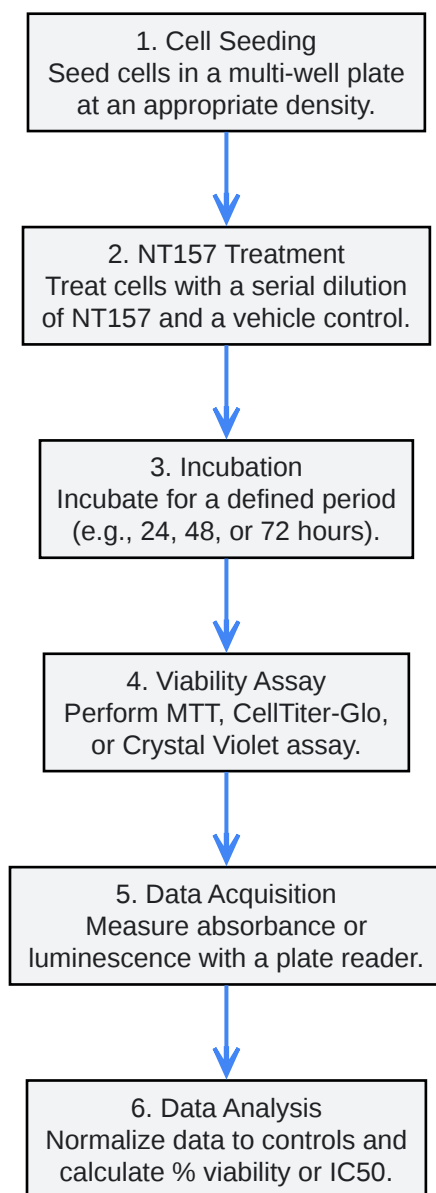 1. Cell Seeding
Seed cells in a multi-well plate
at an appropriate density.
2. NT157 Treatment
Treat cells with a serial dilution
of NT157 and a vehicle control.
3. Incubation
Incubate for a defined period
(e.g., 24, 48, or 72 hours).
4. Viability Assay
Perform MTT, CellTiter-Glo,
or Crystal Violet assay.
5. Data Acquisition
Measure absorbance or
luminescence with a plate reader.
6. Data Analysis
Normalize data to controls and
calculate % viability or IC50.